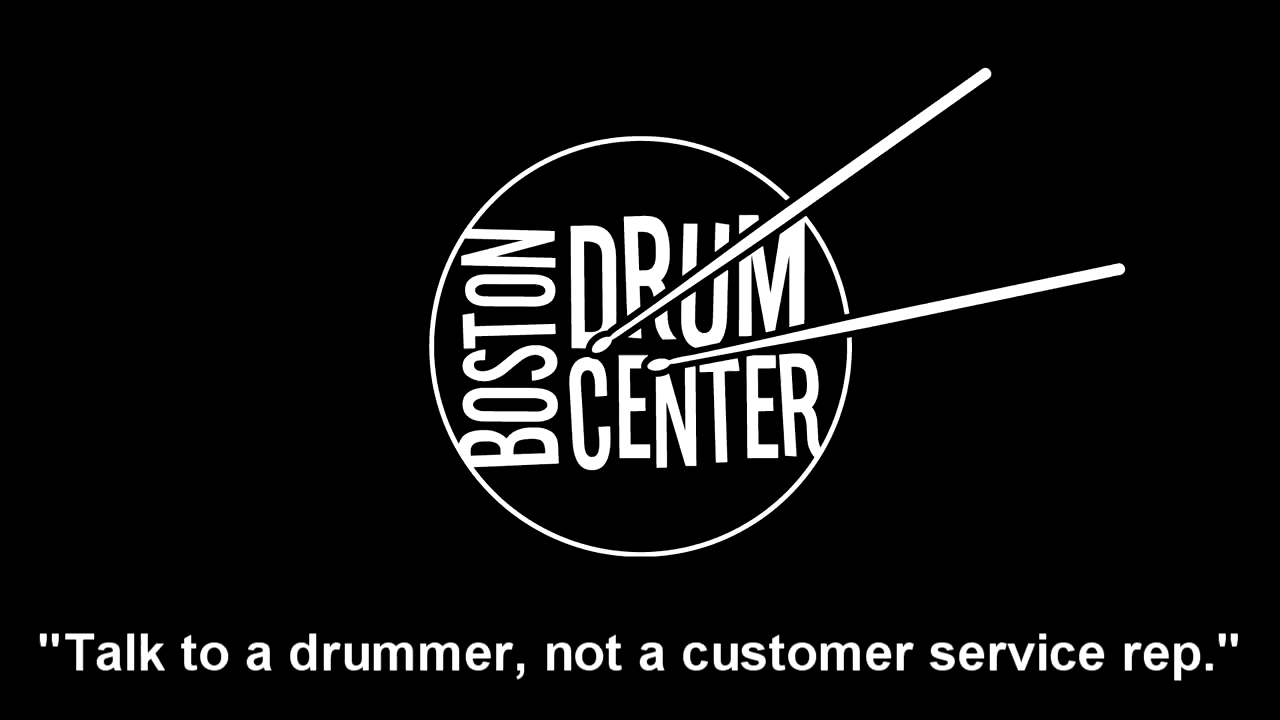 BOSTON
DRUM
CENTER
"Talk to a drummer, not a customer service rep."